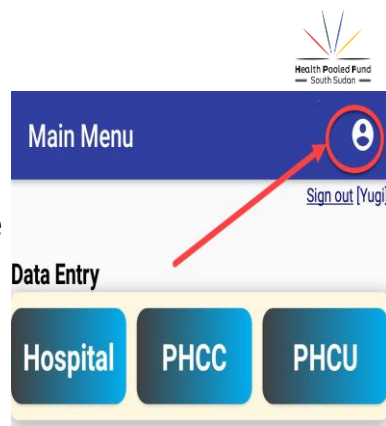 Health Pooled Fund
South Sudan
Main Menu
Sign out [Yugi]
e
Data Entry
Hospital PHCC PHCU